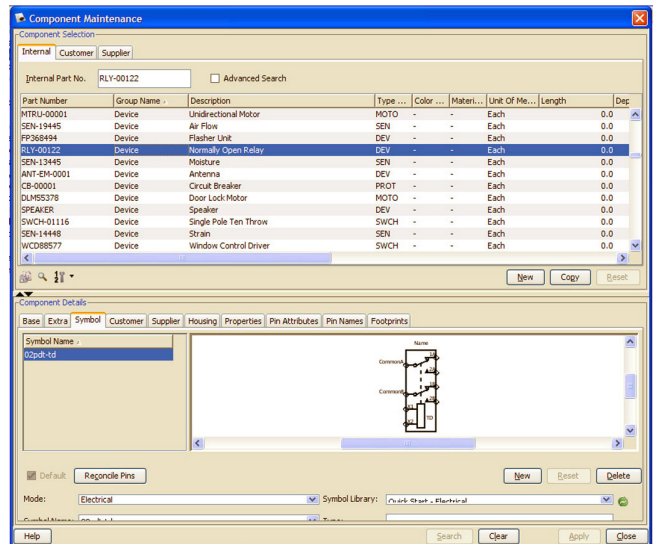 Component Maintenance
Component Selection
Internal Customer Supplier
Internal Part No. RLY-00122 Advanced Search
Part Number Group Name Description Type ... Color ... Materi... Unit Of Me... Length Dep
MTRU-00001 Device Unidirectional Motor MOTO - - Each 0.0
SEN-19445 Device Air Flow SEN - - Each 0.0
FP368494 Device Flasher Unit DEV - - Each 0.0
RLY-00122 Device Normally Open Relay DEV - - Each 0.0
SEN-13445 Device Moisture SEN - - Each 0.0
ANT-EM-0001 Device Antenna DEV - - Each 0.0
CB-00001 Device Circuit Breaker PROT - - Each 0.0
DLM55378 Device Door Lock Motor MOTO - - Each 0.0
SPEAKER Device Speaker DEV - - Each 0.0
SWCH-01116 Device Single Pole Ten Throw SWCH - - Each 0.0
SEN-14448 Device Strain SEN - - Each 0.0
WCD88577 Device Window Control Driver SWCH - - Each 0.0
New Copy Reset
Component Details
Base Extra Symbol Customer Supplier Housing Properties Pin Attributes Pin Names Footprints
Symbol Name
02pdt-td
Name
CommonA
CommonB
X1
X2 TD
Default Reconcile Pins New Reset Delete
Mode: Electrical Symbol Library: Quick Start - Electrical
Symbol Name:
Help Search Clear Apply Close